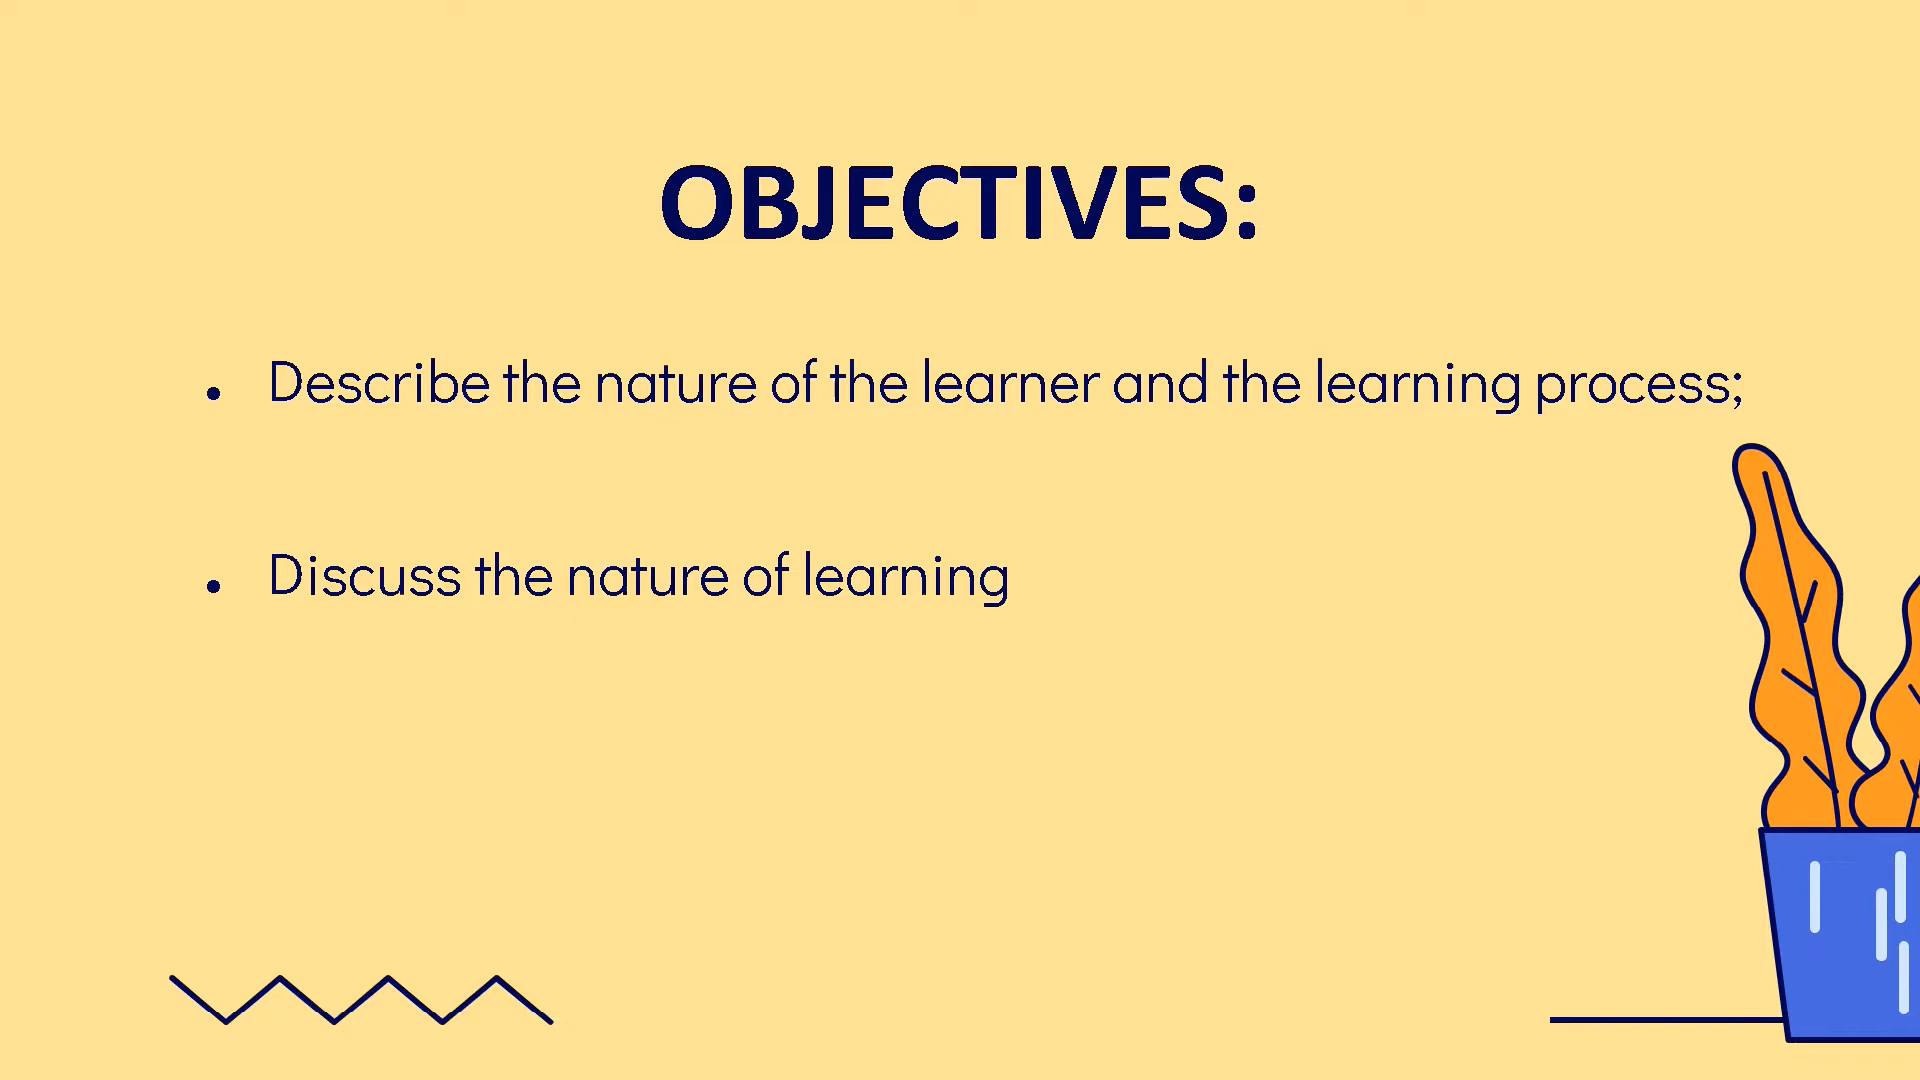 OBJECTIVES:
• Describe the nature of the learner and the learning process;
• Discuss the nature of learning